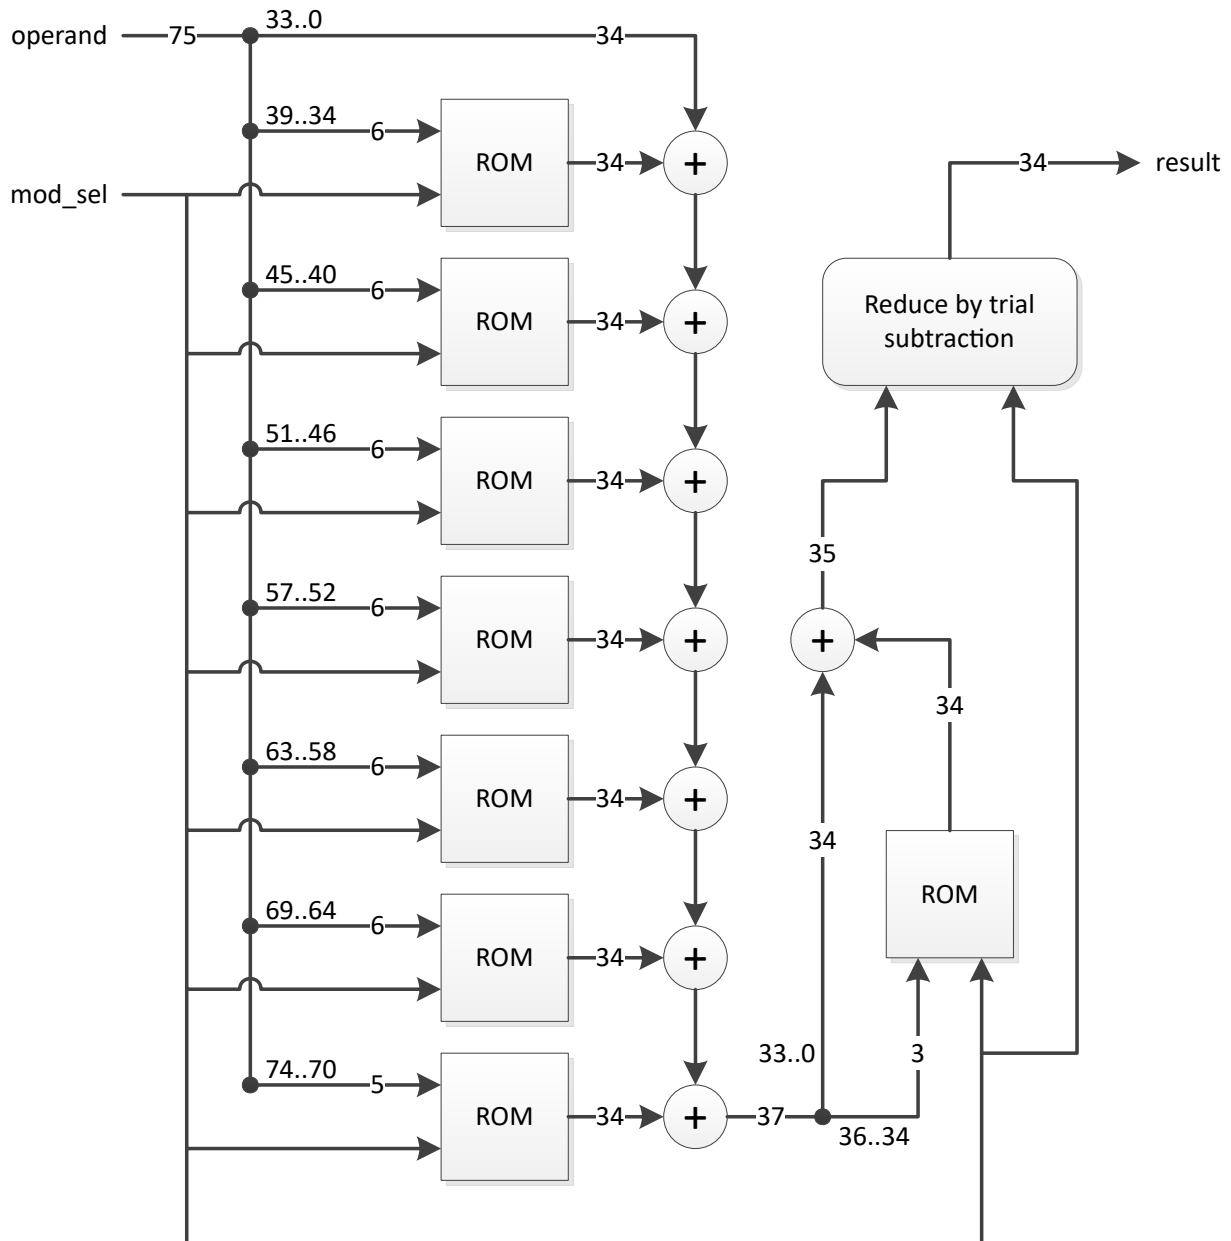 operand 75 33..0 34
39..34 6 ROM 34 +
mod_sel
34 result
45..40 6 ROM 34 +
Reduce by trial
subtraction
51..46 6 ROM 34 +
35
57..52 6 ROM 34 +
+
34
63..58 6 ROM 34 +
34
ROM
69..64 6 ROM 34 +
33..0 3
74..70 5 ROM 34 + 37
36..34